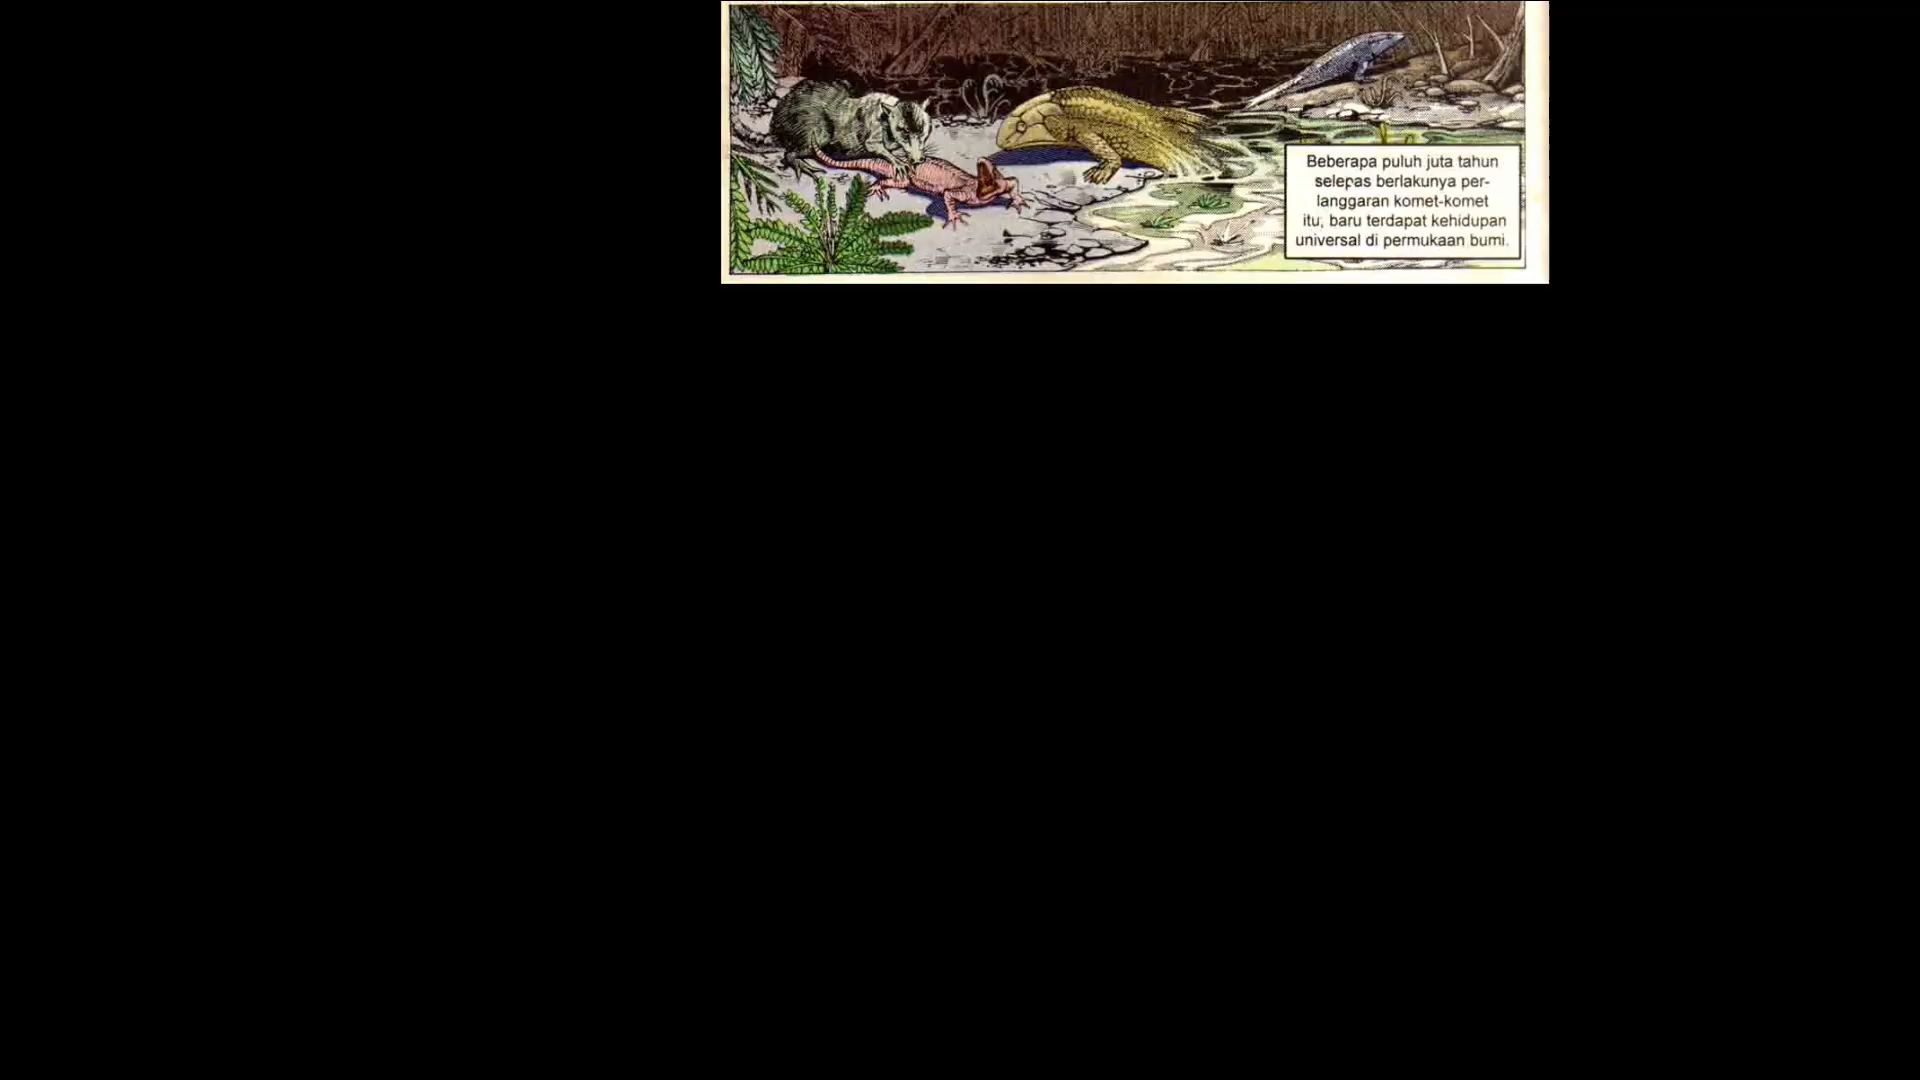 Beberapa puluh juta tahun
selepas berlakunya per-
langgaran komet-komet
itu, baru terdapat kehidupan
universal di permukaan bumi.